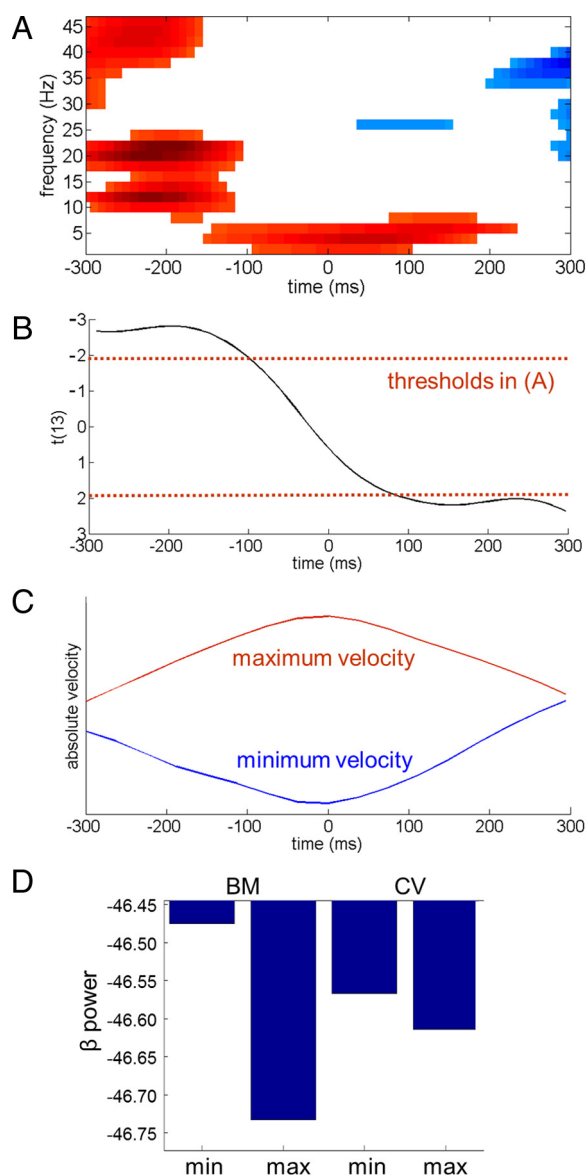 A
45
35
25
15
10
5
20
frequency (Hz)
-300 -200 -100 0 100 200 300
time (ms)
B
-3
-2
-1
0
1
2
3
t(13)
thresholds in (A)
-300 -200 -100 0 100 200 300
time (ms)
C
absolute velocity
maximum velocity
minimum velocity
-300 -200 -100 0 100 200 300
time (ms)
D
BM CV
-46.45
-46.50
-46.55
-46.60
-46.65
-46.70
-46.75
β power
min max min max